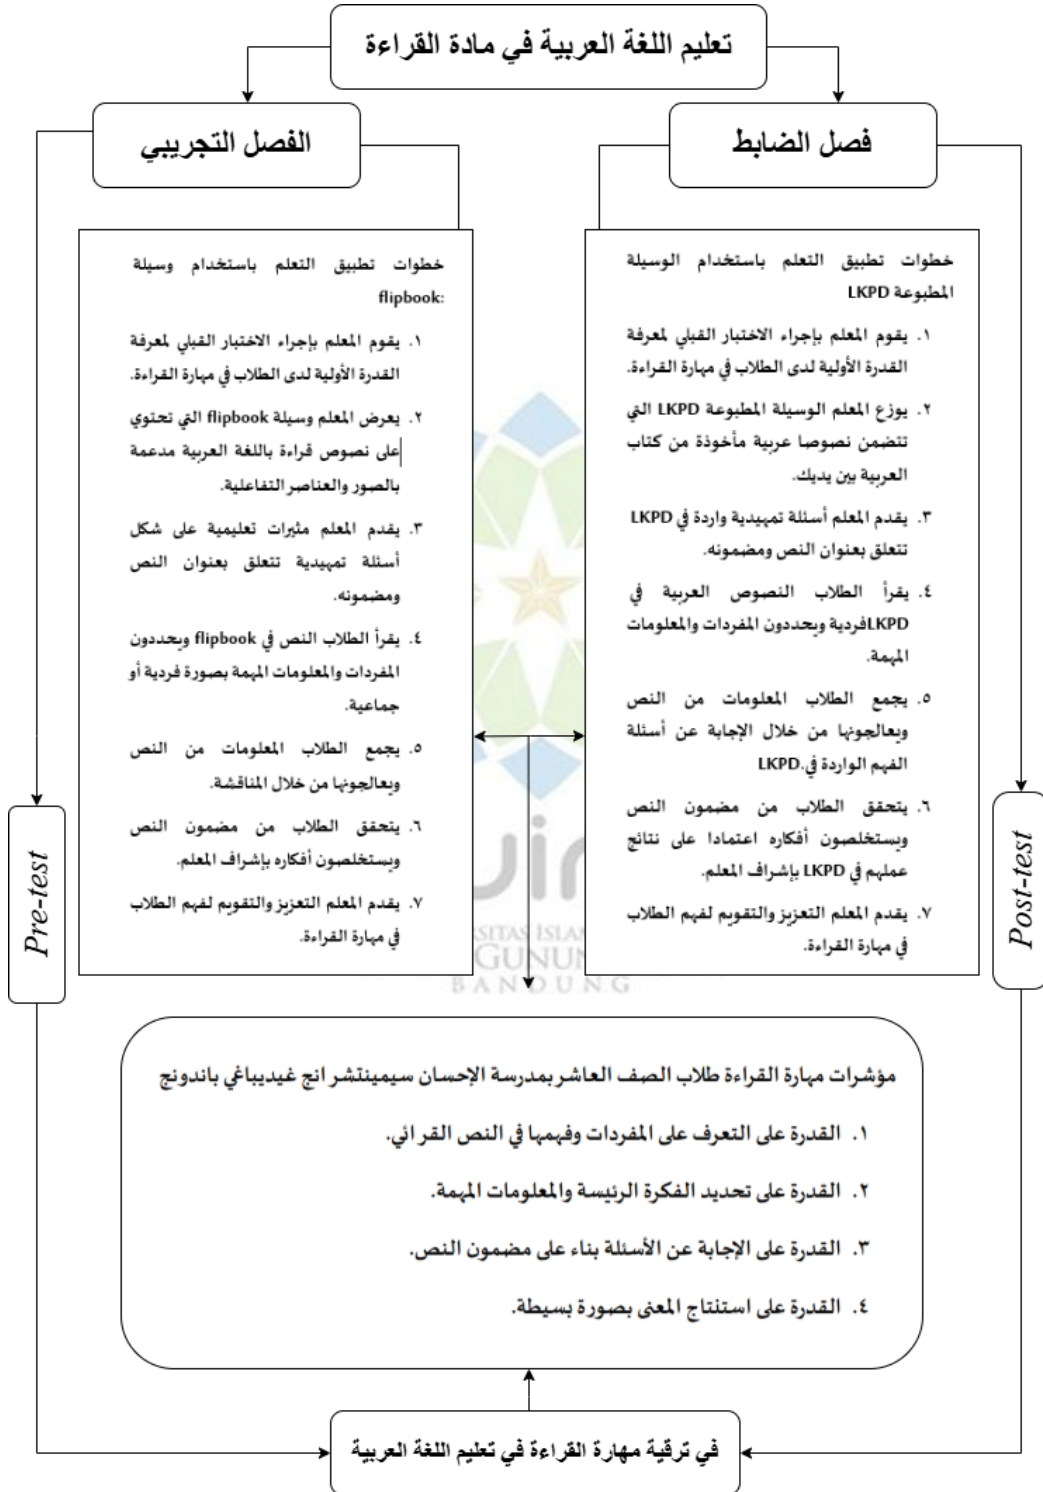 تعليم اللغة العربية في مادة القراءة
فصل الضابط
الفصل التجريبي
خطوات تطبيق التعلم باستخدام الوسيلة
المطبوعة LKPD
١. يقوم المعلم بإجراء الاختبار القبلي لمعرفة
القدرة الأولية لدى الطلاب في مهارة القراءة.
٢. يوزع المعلم الوسيلة المطبوعة LKPD التي
تتضمن نصوصا عربية مأخوذة من كتاب
العربية بين يديك.
٣. يقدم المعلم أسئلة تمهيدية واردة في LKPD
تتعلق بعنوان النص ومضمونه.
٤. يقرأ الطلاب النصوص العربية في
LKPDفردية ويحددون المفردات والمعلومات
المهمة.
٥. يجمع الطلاب المعلومات من النص
ويعالجونها من خلال الإجابة عن أسئلة
الفهم الواردة في.LKPD
٦. يتحقق الطلاب من مضمون النص
ويستخلصون أفكاره اعتمادا على نتائج
عملهم في LKPD بإشراف المعلم.
٧. يقدم المعلم التعزيز والتقويم لفهم الطلاب
في مهارة القراءة.
خطوات تطبيق التعلم باستخدام وسيلة
flipbook:
١. يقوم المعلم بإجراء الاختبار القبلي لمعرفة
القدرة الأولية لدى الطلاب في مهارة القراءة.
٢. يعرض المعلم وسيلة flipbook التي تحتوي
على نصوص قراءة باللغة العربية مدعمة
بالصور والعناصر التفاعلية.
٣. يقدم المعلم مثيرات تعليمية على شكل
أسئلة تمهيدية تتعلق بعنوان النص
ومضمونه.
٤. يقرأ الطلاب النص في flipbook ويحددون
المفردات والمعلومات المهمة بصورة فردية أو
جماعية.
٥. يجمع الطلاب المعلومات من النص
ويعالجونها من خلال المناقشة.
٦. يتحقق الطلاب من مضمون النص
ويستخلصون أفكاره بإشراف المعلم.
٧. يقدم المعلم التعزيز والتقويم لفهم الطلاب
في مهارة القراءة.
Post-test
Pre-test
BANDUNG
مؤشرات مهارة القراءة طلاب الصف العاشر بمدرسة الإحسان سيمينتشر انج غيديباغي باندونج
١. القدرة على التعرف على المفردات وفهمها في النص القر ائي.
٢. القدرة على تحديد الفكرة الرئيسة والمعلومات المهمة.
٣. القدرة على الإجابة عن الأسئلة بناء على مضمون النص.
٤. القدرة على استنتاج المعنى بصورة بسيطة.
في ترقية مهارة القراءة في تعليم اللغة العربية